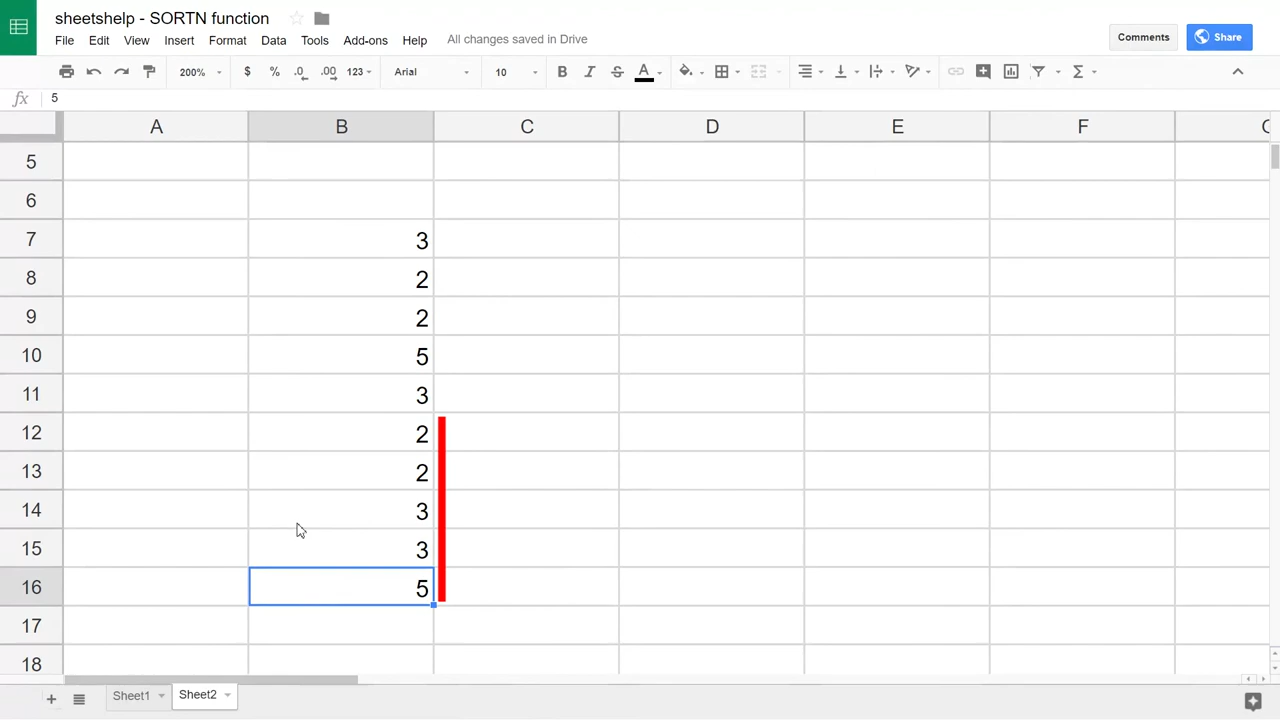 sheetshelp - SORTN function
File Edit View Insert Format Data Tools Add-ons Help All changes saved in Drive
Comments Share
200% $ % .0 .00 123 Arial 10 B I S A Σ
fx 5
A B C D E F
5
6
7 3
8 2
9 2
10 5
11 3
12 2
13 2
14 3
15 3
16 5
17
18
+ Sheet1 Sheet2